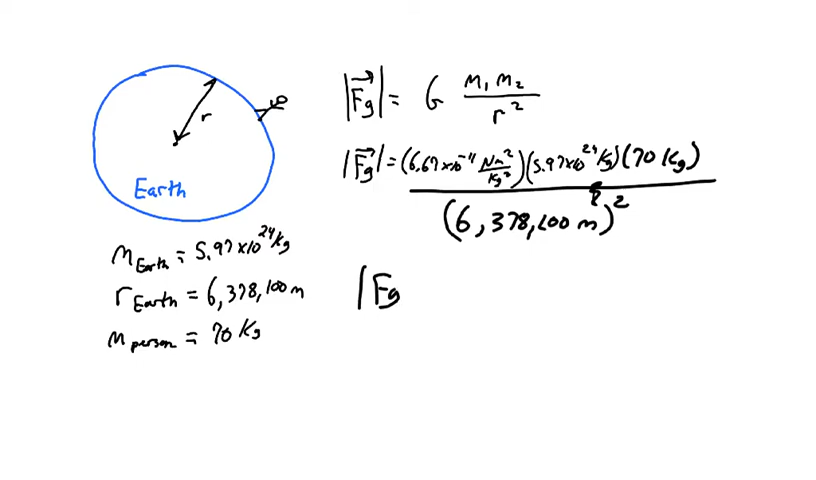 r
Earth
m_Earth = 5.97×10^24 kg
r_Earth = 6,378,100 m
m_person = 70 kg
|F⃗g| = G m₁m₂ / r²
|F⃗g| = (6.67×10^-11 Nm²/kg²)(5.97×10^24 kg)(70 kg)
(6,378,100 m)²
|Fg